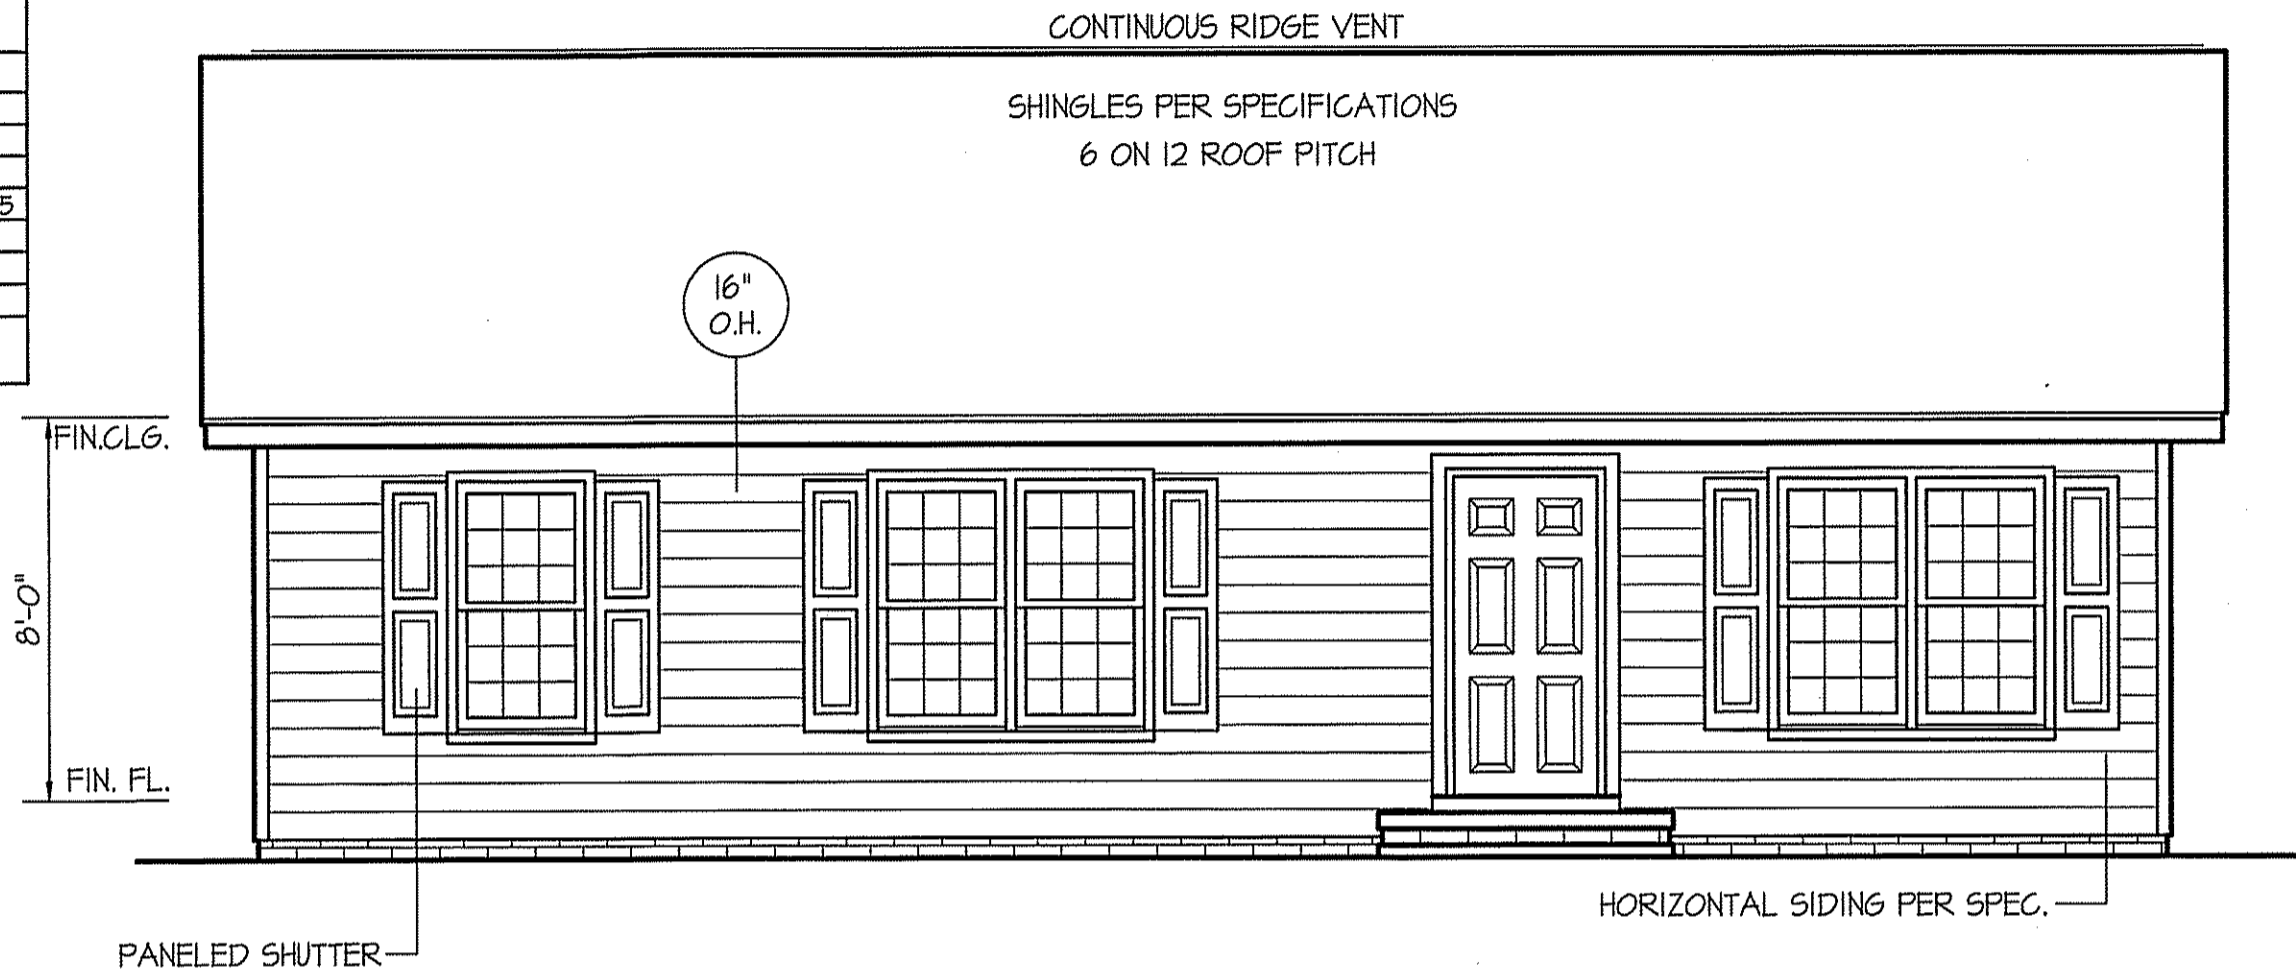 CONTINUOUS RIDGE VENT
SHINGLES PER SPECIFICATIONS
6 ON 12 ROOF PITCH
5
16"
O.H.
FIN.CLG.
8'-0"
FIN. FL.
HORIZONTAL SIDING PER SPEC.
PANELED SHUTTER